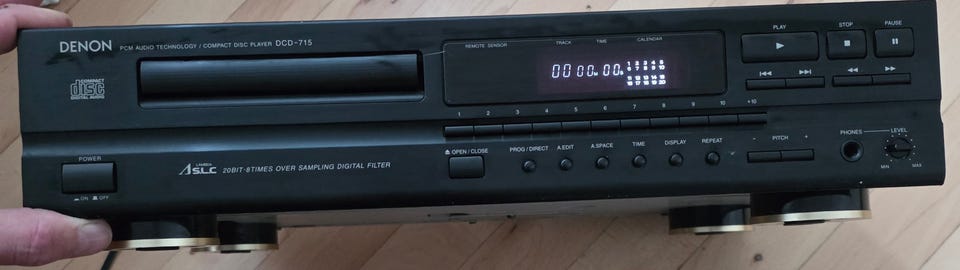 DENON PCM AUDIO TECHNOLOGY / COMPACT DISC PLAYER DCD-715
COMPACT
disc
DIGITAL AUDIO
REMOTE SENSOR TRACK TIME CALENDAR
PLAY STOP PAUSE
1 2 3 4 5 6 7 8 9 10 +10
POWER
ON OFF
LAMBDA
S.L.C 20BIT·8TIMES OVER SAMPLING DIGITAL FILTER
OPEN/CLOSE PROG / DIRECT A.EDIT A.SPACE TIME DISPLAY REPEAT
- PITCH +
PHONES LEVEL
MIN MAX